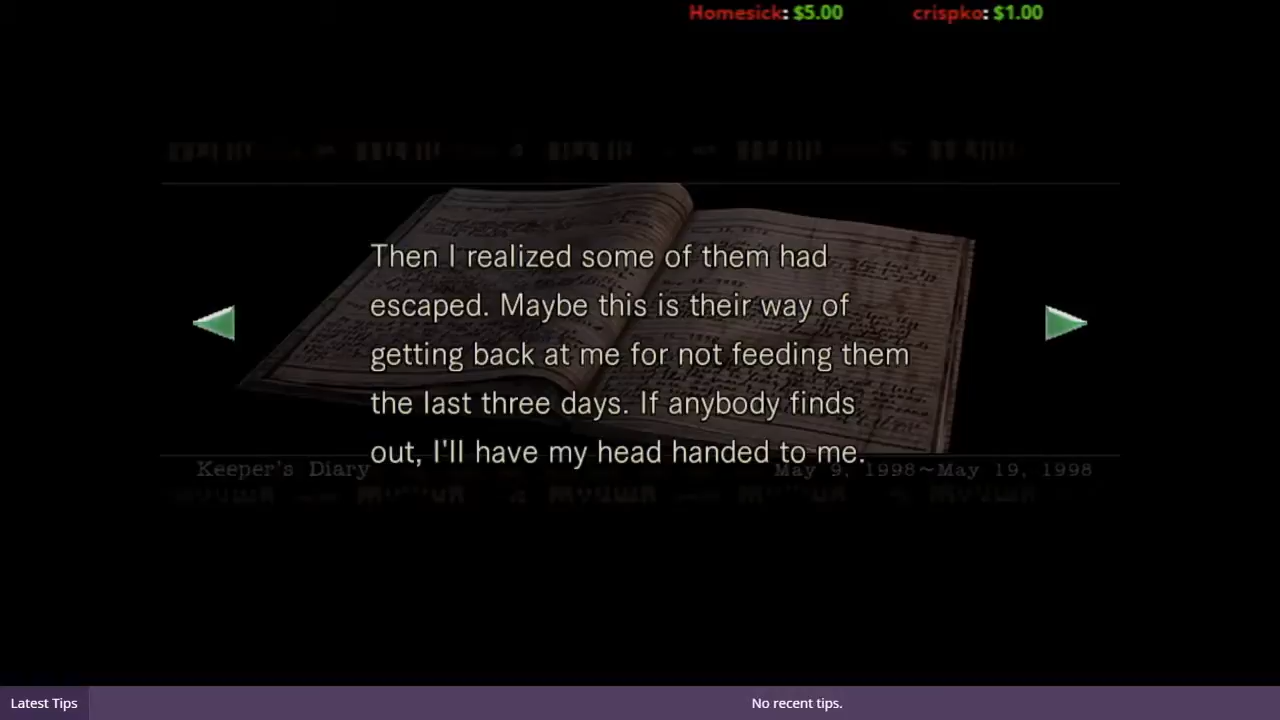 Homesick: $5.00 crispko: $1.00
Then I realized some of them had
escaped. Maybe this is their way of
getting back at me for not feeding them
the last three days. If anybody finds
out, I'll have my head handed to me.
Keeper's Diary May 9, 1998~May 19, 1998
Latest Tips No recent tips.